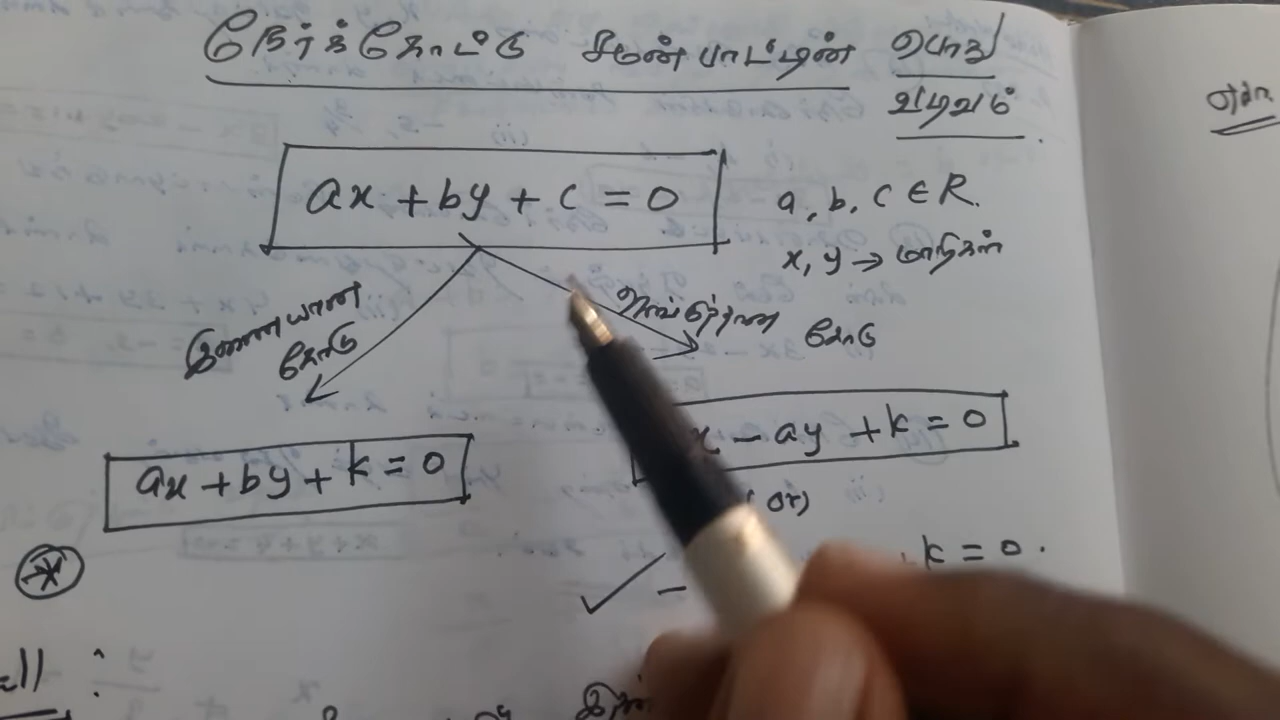 நேர்க்கோட்டு சமன்பாட்டின் பொது
வடிவம்.
ax + by + c = 0
a, b, c ∈ R.
x, y → மாறிகள்
இணையான
கோடு
கோடு
ax + by + k = 0
x - ay + k = 0
(or)
k = 0.